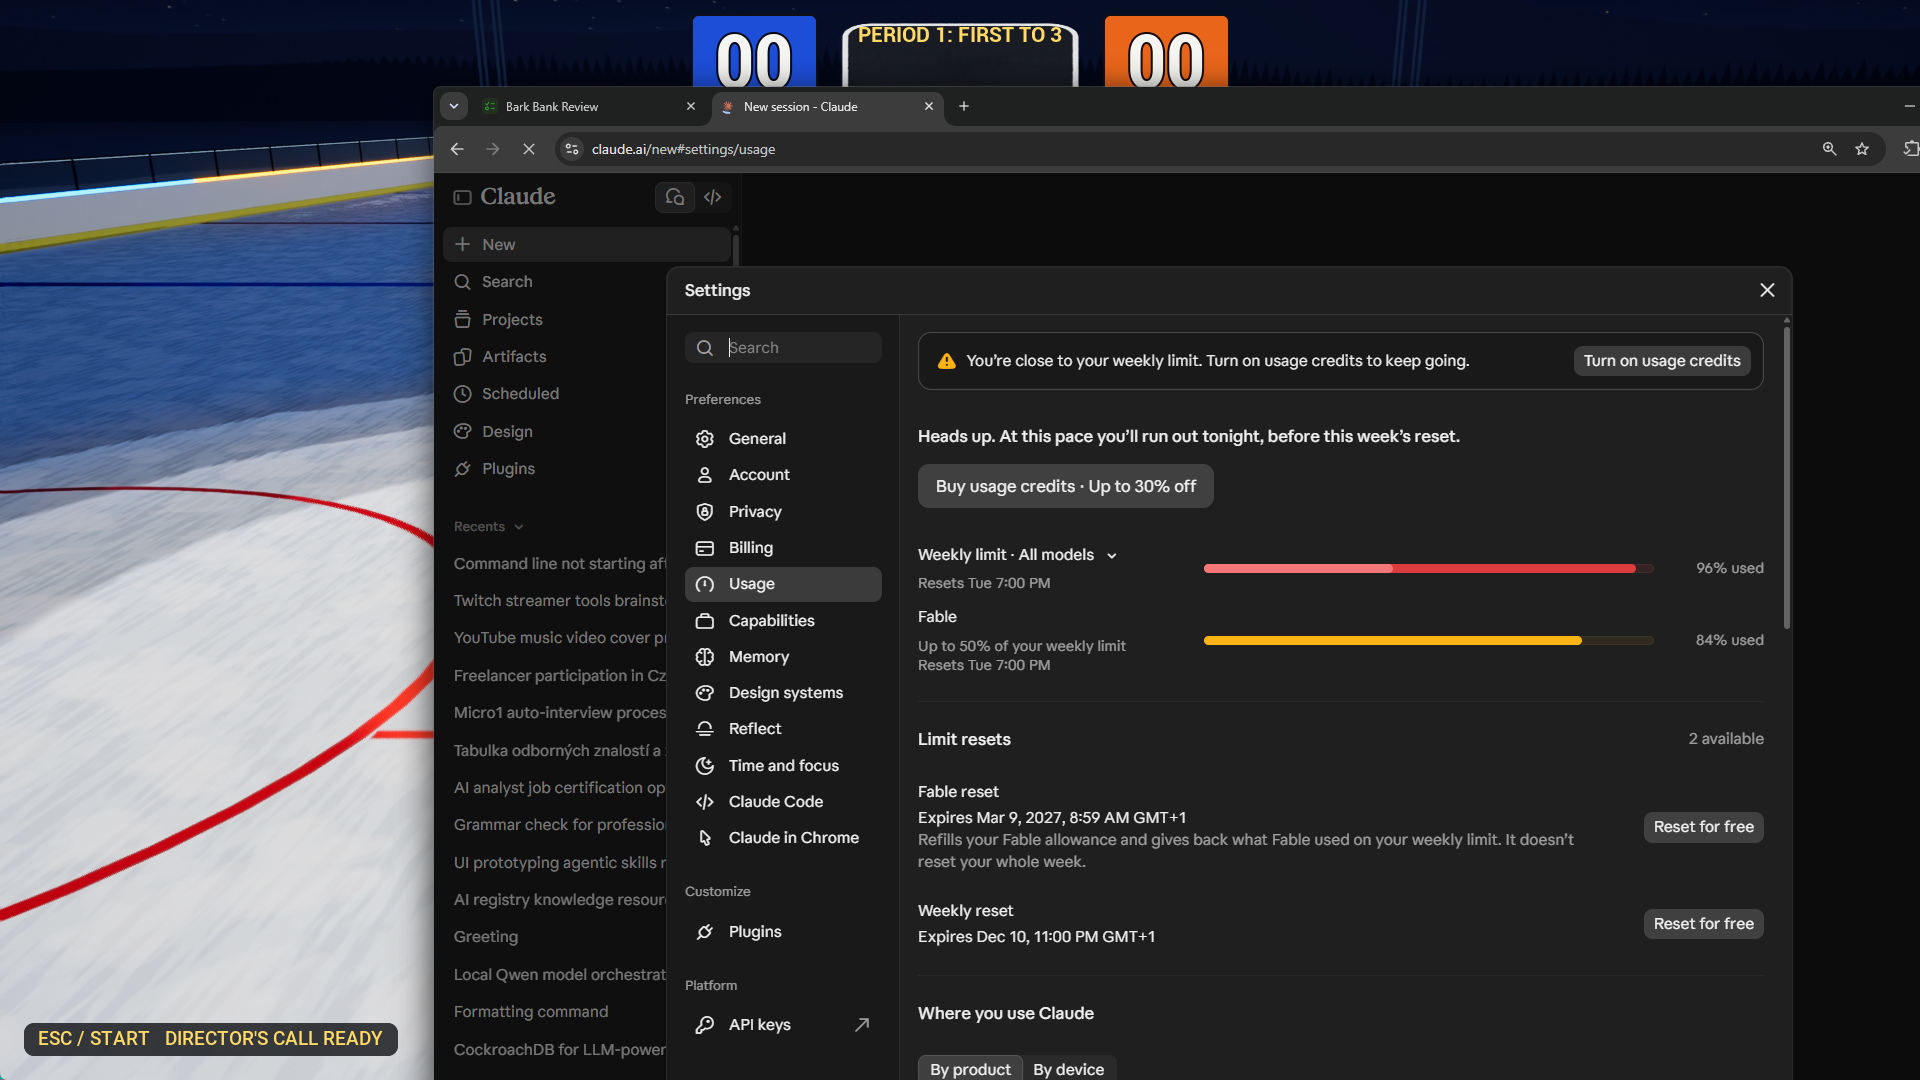 00
PERIOD 1: FIRST TO 3
00
Bark Bank Review
New session - Claude
claude.ai/new#settings/usage
Claude
New
Search
Projects
Artifacts
Scheduled
Design
Plugins
Recents
Command line not starting aft
Twitch streamer tools brainst
YouTube music video cover pr
Freelancer participation in Cz
Micro1 auto-interview proces
Tabulka odborných znalostí a
AI analyst job certification op
Grammar check for professio
UI prototyping agentic skills r
AI registry knowledge resour
Greeting
Local Qwen model orchestrat
Formatting command
CockroachDB for LLM-power
Settings
Search
Preferences
General
Account
Privacy
Billing
Usage
Capabilities
Memory
Design systems
Reflect
Time and focus
Claude Code
Claude in Chrome
Customize
Plugins
Platform
API keys
You're close to your weekly limit. Turn on usage credits to keep going.
Turn on usage credits
Heads up. At this pace you'll run out tonight, before this week's reset.
Buy usage credits · Up to 30% off
Weekly limit · All models
Resets Tue 7:00 PM
96% used
Fable
Up to 50% of your weekly limit
Resets Tue 7:00 PM
84% used
Limit resets
2 available
Fable reset
Expires Mar 9, 2027, 8:59 AM GMT+1
Refills your Fable allowance and gives back what Fable used on your weekly limit. It doesn't
reset your whole week.
Reset for free
Weekly reset
Expires Dec 10, 11:00 PM GMT+1
Reset for free
Where you use Claude
By product
By device
ESC / START DIRECTOR'S CALL READY